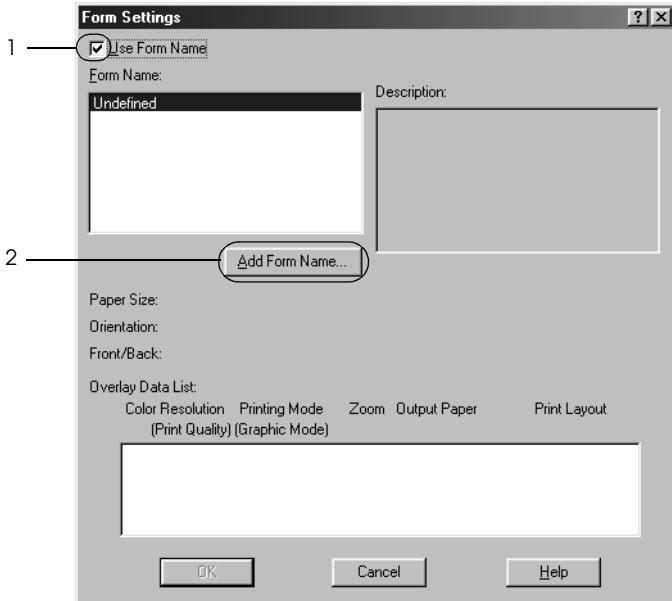 Form Settings
1
Use Form Name
Form Name:
Undefined
Description:
2
Add Form Name...
Paper Size:
Orientation:
Front/Back:
Overlay Data List:
Color Resolution Printing Mode Zoom Output Paper Print Layout
(Print Quality) (Graphic Mode)
OK Cancel Help